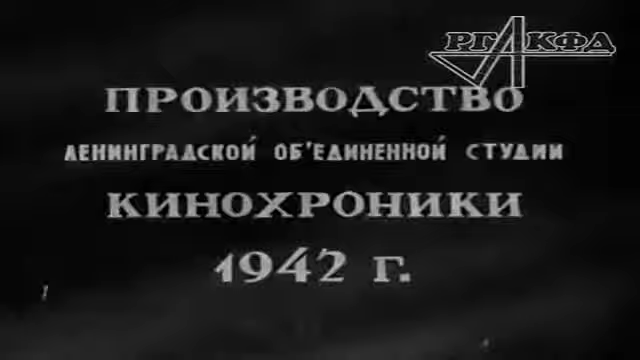 РГАКФД
ПРОИЗВОДСТВО
ЛЕНИНГРАДСКОЙ ОБ'ЕДИНЕННОЙ СТУДИИ
КИНОХРОНИКИ
1942 г.